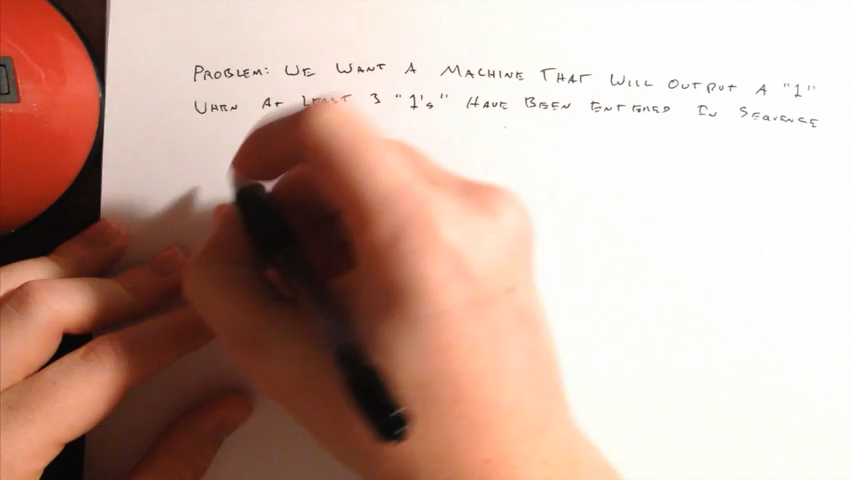 PROBLEM: WE WANT A MACHINE THAT WILL OUTPUT A "1"
WHEN AT LEAST 3 "1's" HAVE BEEN ENTERED IN SEQUENCE